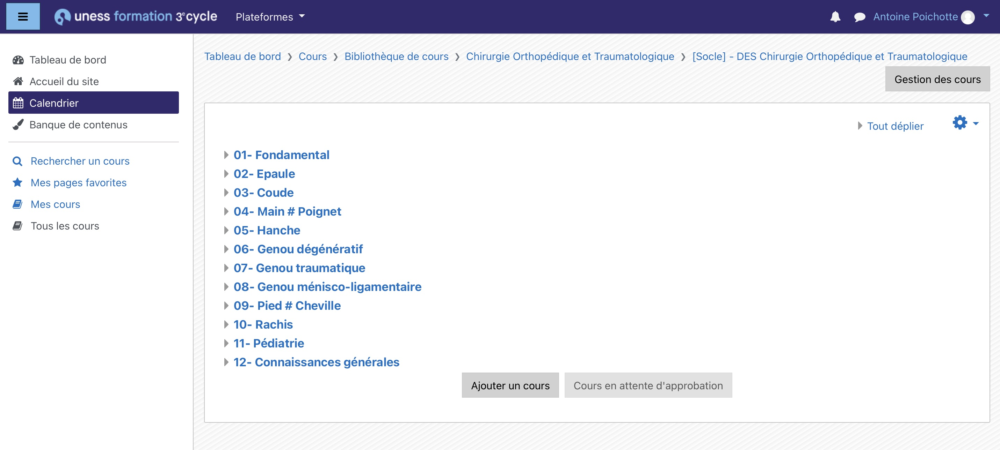 uness formation 3e cycle Plateformes Antoine Poichotte
Tableau de bord
Accueil du site
Calendrier
Banque de contenus
Rechercher un cours
Mes pages favorites
Mes cours
Tous les cours
Tableau de bord ❯ Cours ❯ Bibliothèque de cours ❯ Chirurgie Orthopédique et Traumatologique ❯ [Socle] - DES Chirurgie Orthopédique et Traumatologique
Gestion des cours
Tout déplier
01- Fondamental
02- Epaule
03- Coude
04- Main # Poignet
05- Hanche
06- Genou dégénératif
07- Genou traumatique
08- Genou ménisco-ligamentaire
09- Pied # Cheville
10- Rachis
11- Pédiatrie
12- Connaissances générales
Ajouter un cours Cours en attente d'approbation